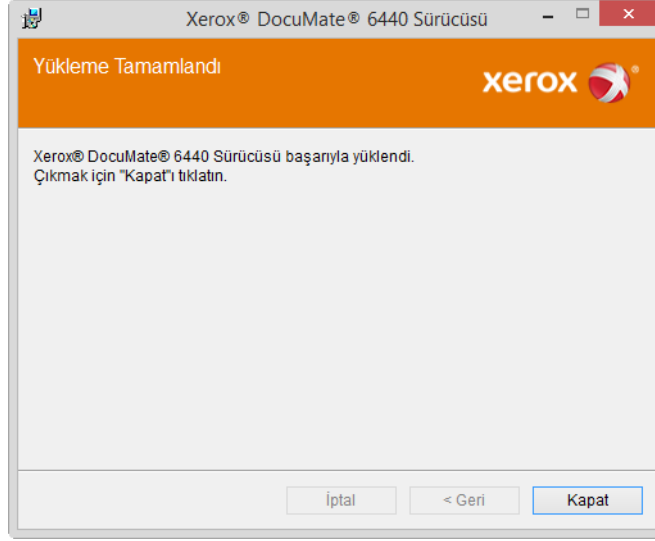 Xerox® DocuMate® 6440 Sürücüsü
Yükleme Tamamlandı
xerox
Xerox® DocuMate® 6440 Sürücüsü başarıyla yüklendi.
Çıkmak için "Kapat"ı tıklatın.
İptal
< Geri
Kapat